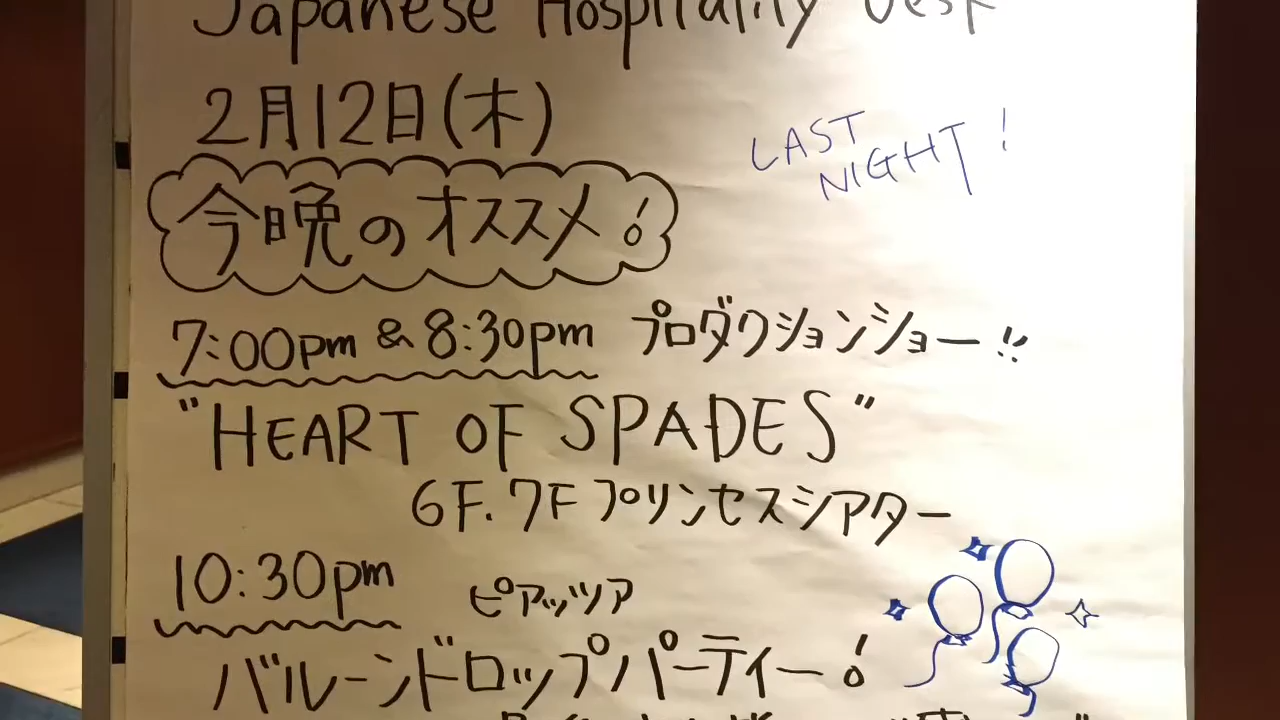 Japanese Hospitality Desk
2月12日(木)
LAST
NIGHT!
今晩のオススメ!
7:00pm & 8:30pm プロダクションショー!!
"HEART OF SPADES"
6F.7F プリンセスシアター
10:30pm ピアッツア
バルーンドロップパーティー!